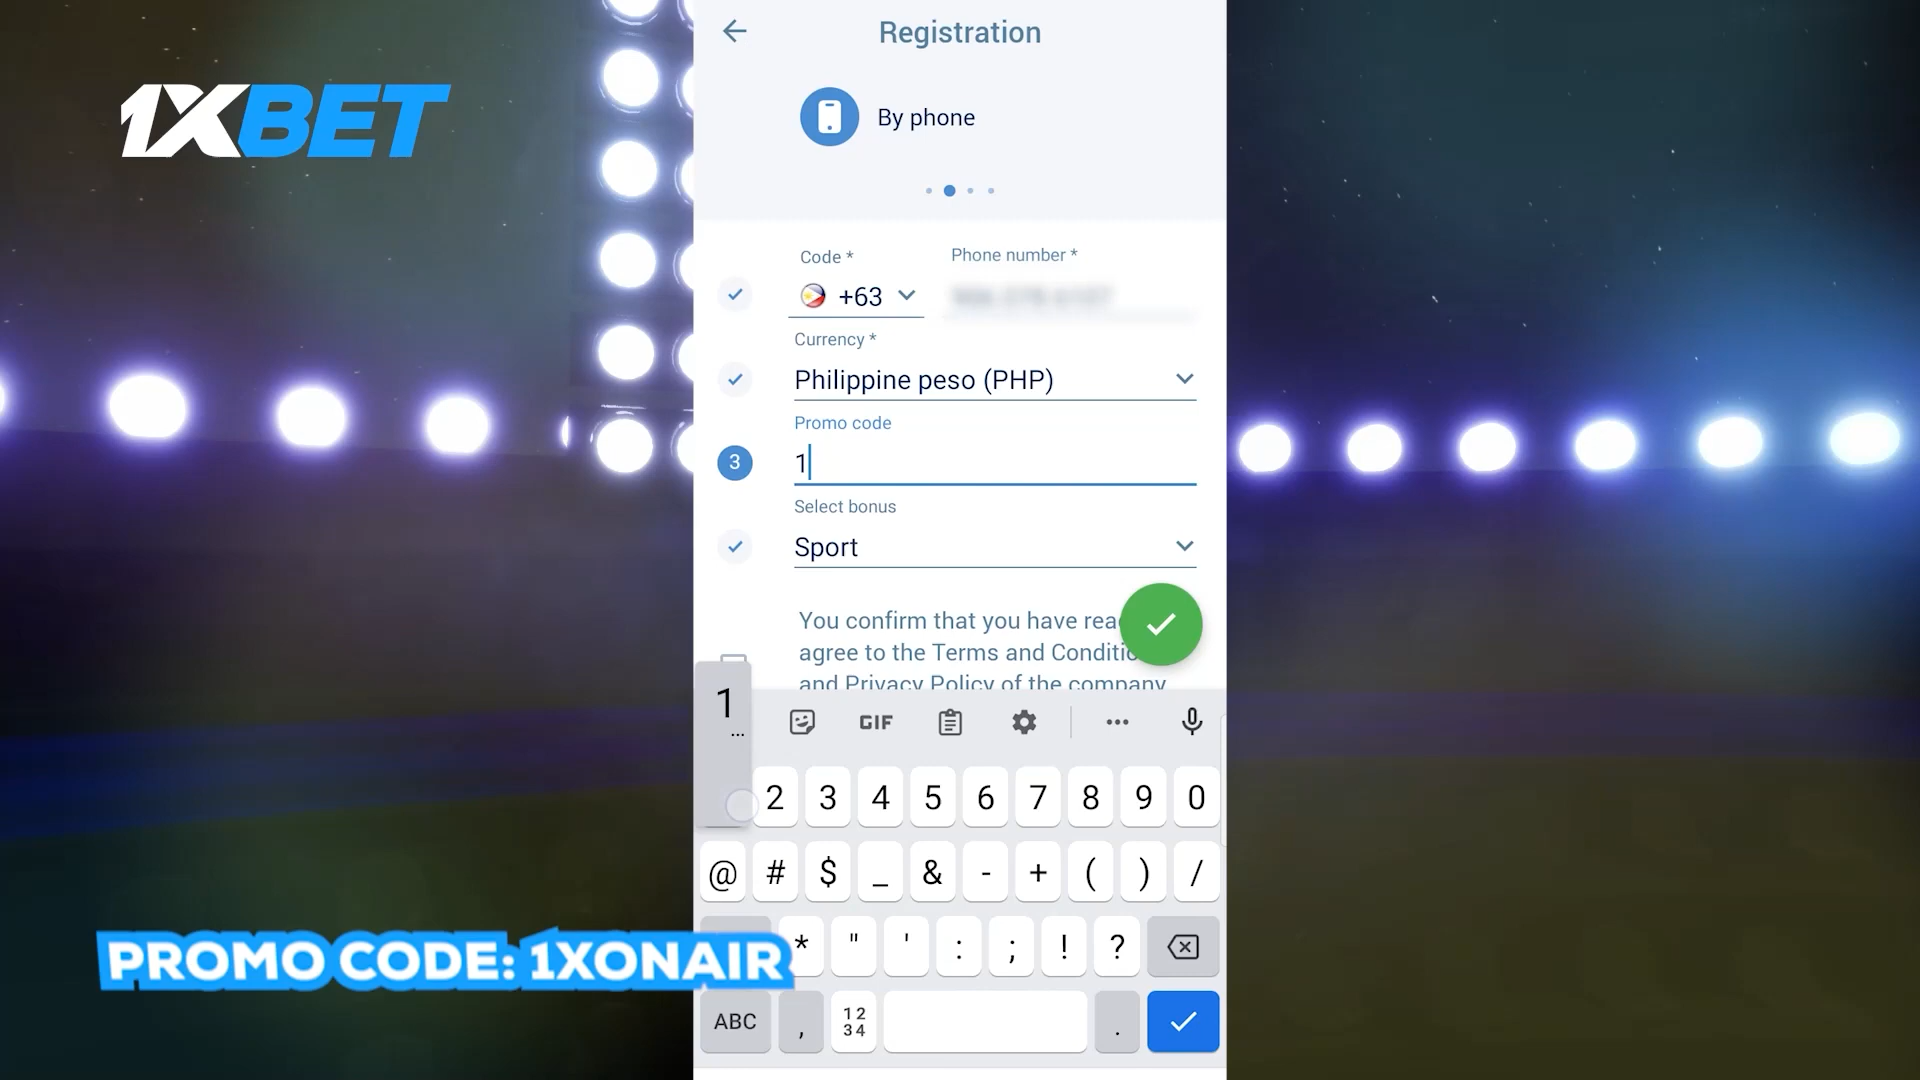 1XBET
Registration
By phone
Code *
Phone number *
+63
Currency *
Philippine peso (PHP)
Promo code
3
1
Select bonus
Sport
You confirm that you have
agree to the Terms and
and Privacy Policy of the company
1
...
GIF
2 3 4 5 6 7 8 9 0
@ # $ _ & - + ( ) /
* " ' : ; ! ?
PROMO CODE: 1XONAIR
ABC , 12 34 .